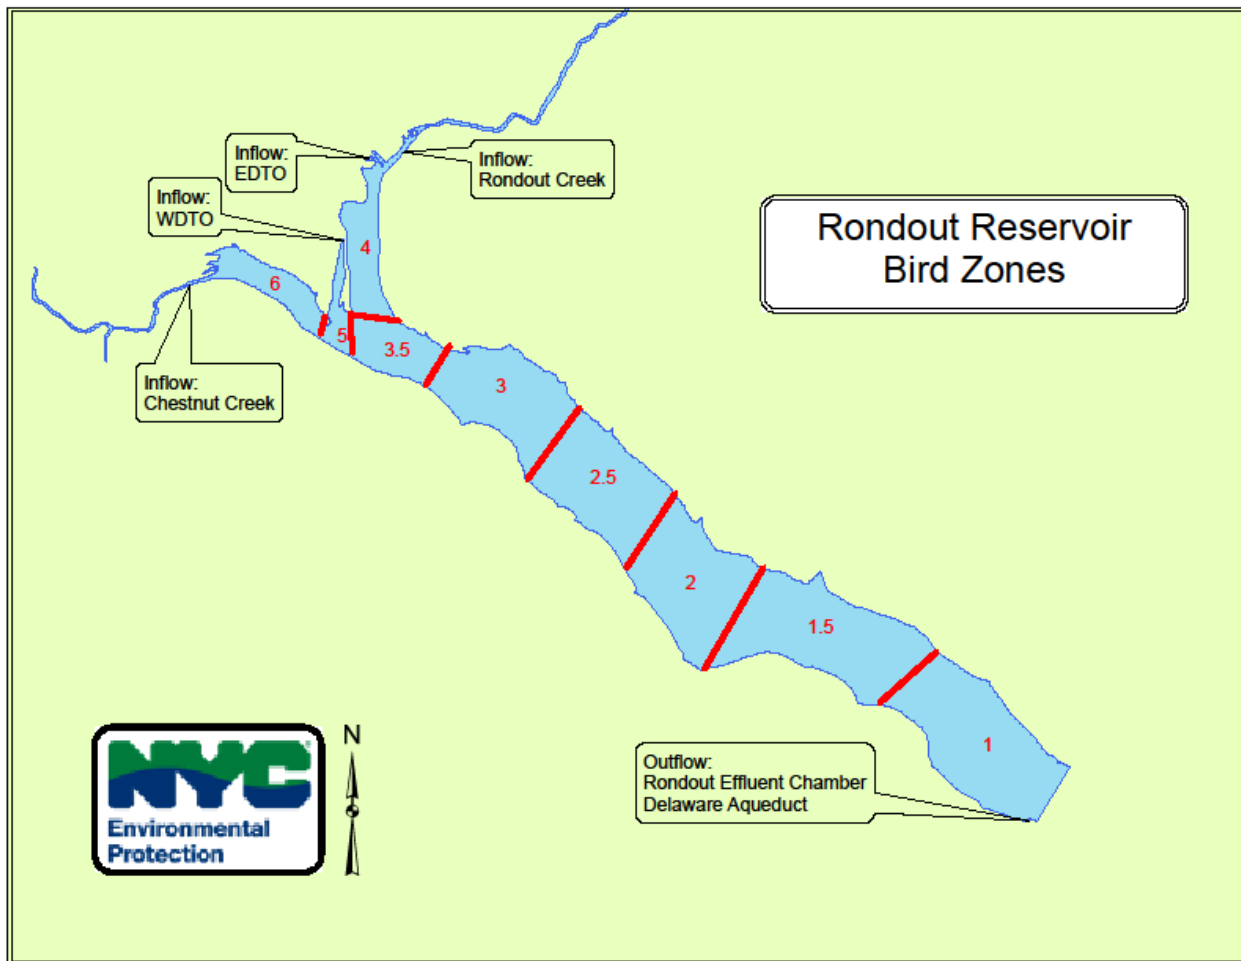 Inflow:
EDTO
Inflow:
Rondout Creek
Inflow:
WDTO
Rondout Reservoir
Bird Zones
4
6
5
3.5
Inflow:
Chestnut Creek
3
2.5
2
1.5
1
N
NYC
Environmental
Protection
Outflow:
Rondout Effluent Chamber
Delaware Aqueduct